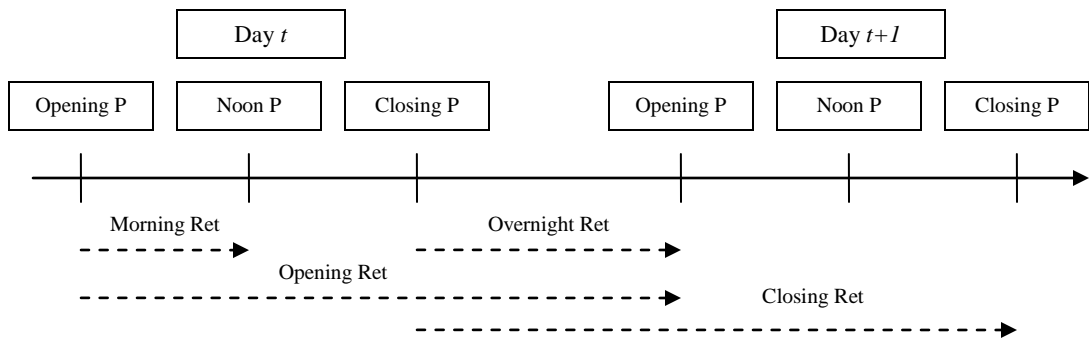 Day t
Day t+1
Opening P
Noon P
Closing P
Opening P
Noon P
Closing P
Morning Ret
Overnight Ret
Opening Ret
Closing Ret